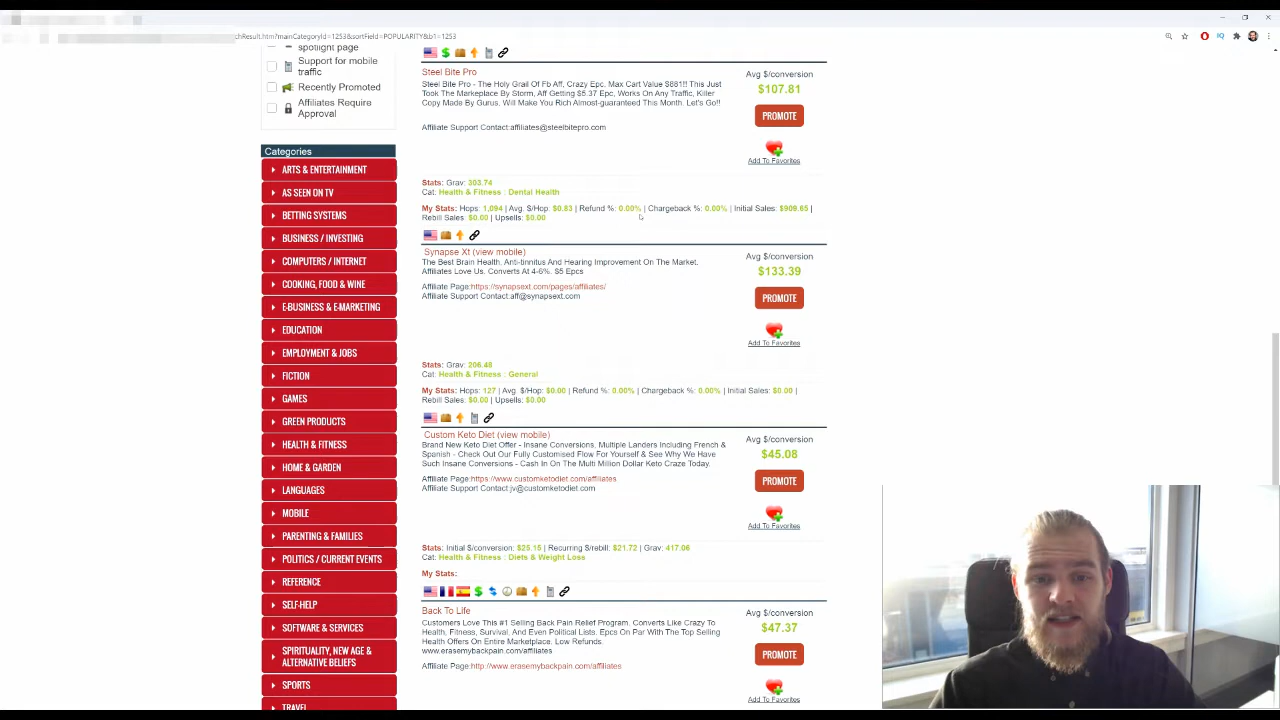 chResult.htm?mainCategoryId=1253&sortField=POPULARITY&b1=1253
spotlight page
Support for mobile
traffic
Recently Promoted
Affiliates Require
Approval
Categories
ARTS & ENTERTAINMENT
AS SEEN ON TV
BETTING SYSTEMS
BUSINESS / INVESTING
COMPUTERS / INTERNET
COOKING, FOOD & WINE
E-BUSINESS & E-MARKETING
EDUCATION
EMPLOYMENT & JOBS
FICTION
GAMES
GREEN PRODUCTS
HEALTH & FITNESS
HOME & GARDEN
LANGUAGES
MOBILE
PARENTING & FAMILIES
POLITICS / CURRENT EVENTS
REFERENCE
SELF-HELP
SOFTWARE & SERVICES
SPIRITUALITY, NEW AGE &
ALTERNATIVE BELIEFS
SPORTS
TRAVEL
Steel Bite Pro
Steel Bite Pro - The Holy Grail Of Fb Aff, Crazy Epc, Max Cart Value $881!! This Just
Took The Markeplace By Storm, Aff Getting $5.37 Epc, Works On Any Traffic, Killer
Copy Made By Gurus, Will Make You Rich Almost-guaranteed This Month. Let's Go!!
Affiliate Support Contact:affiliates@steelbitepro.com
Avg $/conversion
$107.81
PROMOTE
Add To Favorites
Stats: Grav: 303.74
Cat: Health & Fitness : Dental Health
My Stats: Hops: 1,094 | Avg. $/Hop: $0.83 | Refund %: 0.00% | Chargeback %: 0.00% | Initial Sales: $909.65 |
Rebill Sales $0.00 | Upsells: $0.00
Synapse Xt (view mobile)
The Best Brain Health, Anti-tinnitus And Hearing Improvement On The Market,
Affiliates Love Us. Converts At 4-6%. $5 Epcs
Affiliate Page:https://synapsext.com/pages/affiliates/
Affiliate Support Contact:aff@synapsext.com
Avg $/conversion
$133.39
PROMOTE
Add To Favorites
Stats: Grav: 206.48
Cat: Health & Fitness : General
My Stats: Hops: 127 | Avg. $/Hop: $0.00 | Refund %: 0.00% | Chargeback %: 0.00% | Initial Sales: $0.00 |
Rebill Sales: $0.00 | Upsells: $0.00
Custom Keto Diet (view mobile)
Brand New Keto Diet Offer - Insane Conversions, Multiple Landers Including French &
Spanish - Check Out Our Fully Customised Flow For Yourself & See Why We Have
Such Insane Conversions - Cash In On The Multi Million Dollar Keto Craze Today.
Affiliate Page:https://www.customketodiet.com/affiliates
Affiliate Support Contact:jv@customketodiet.com
Avg $/conversion
$45.08
PROMOTE
Add To Favorites
Stats: Initial $/conversion: $25.15 | Recurring $/rebill: $21.72 | Grav: 417.06
Cat: Health & Fitness : Diets & Weight Loss
My Stats:
Back To Life
Customers Love This #1 Selling Back Pain Relief Program. Converts Like Crazy To
Health, Fitness, Survival, And Even Political Lists. Epcs On Par With The Top Selling
Health Offers On Entire Marketplace. Low Refunds.
www.erasemybackpain.com/affiliates
Affiliate Page:http://www.erasemybackpain.com/affiliates
Avg $/conversion
$47.37
PROMOTE
Add To Favorites